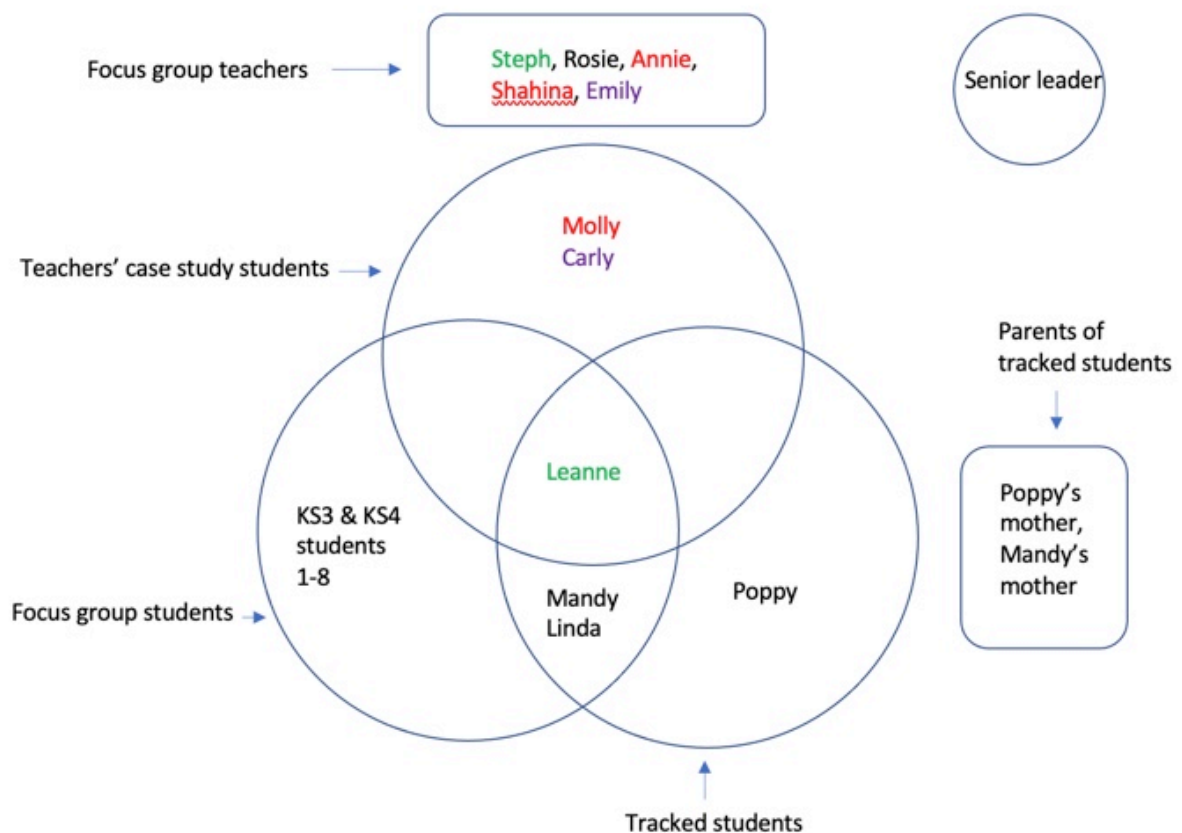 Focus group teachers
Steph, Rosie, Annie,
Shahina, Emily
Senior leader
Molly
Carly
Teachers’ case study students
Parents of
tracked students
Leanne
KS3 & KS4
students
1-8
Poppy’s
mother,
Mandy’s
mother
Focus group students
Mandy
Linda
Poppy
Tracked students